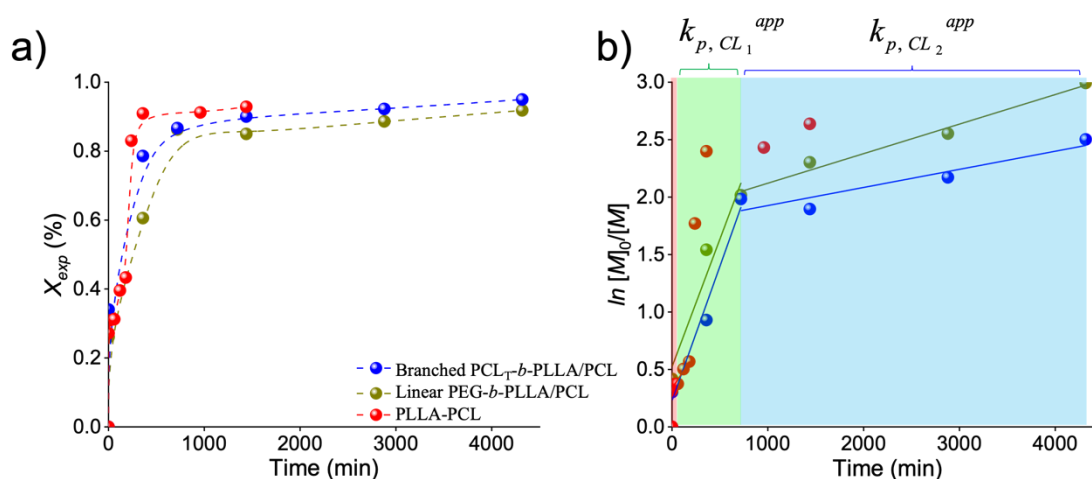 a)
X_exp (%)
1.0
0.8
0.6
0.4
0.2
0.0
0 1000 2000 3000 4000
Time (min)
Branched PCL_T-b-PLLA/PCL
Linear PEG-b-PLLA/PCL
PLLA-PCL
b)
k_{p, CL_1}^{app} k_{p, CL_2}^{app}
ln [M]_0/[M]
3.0
2.5
2.0
1.5
1.0
0.5
0.0
0 1000 2000 3000 4000
Time (min)